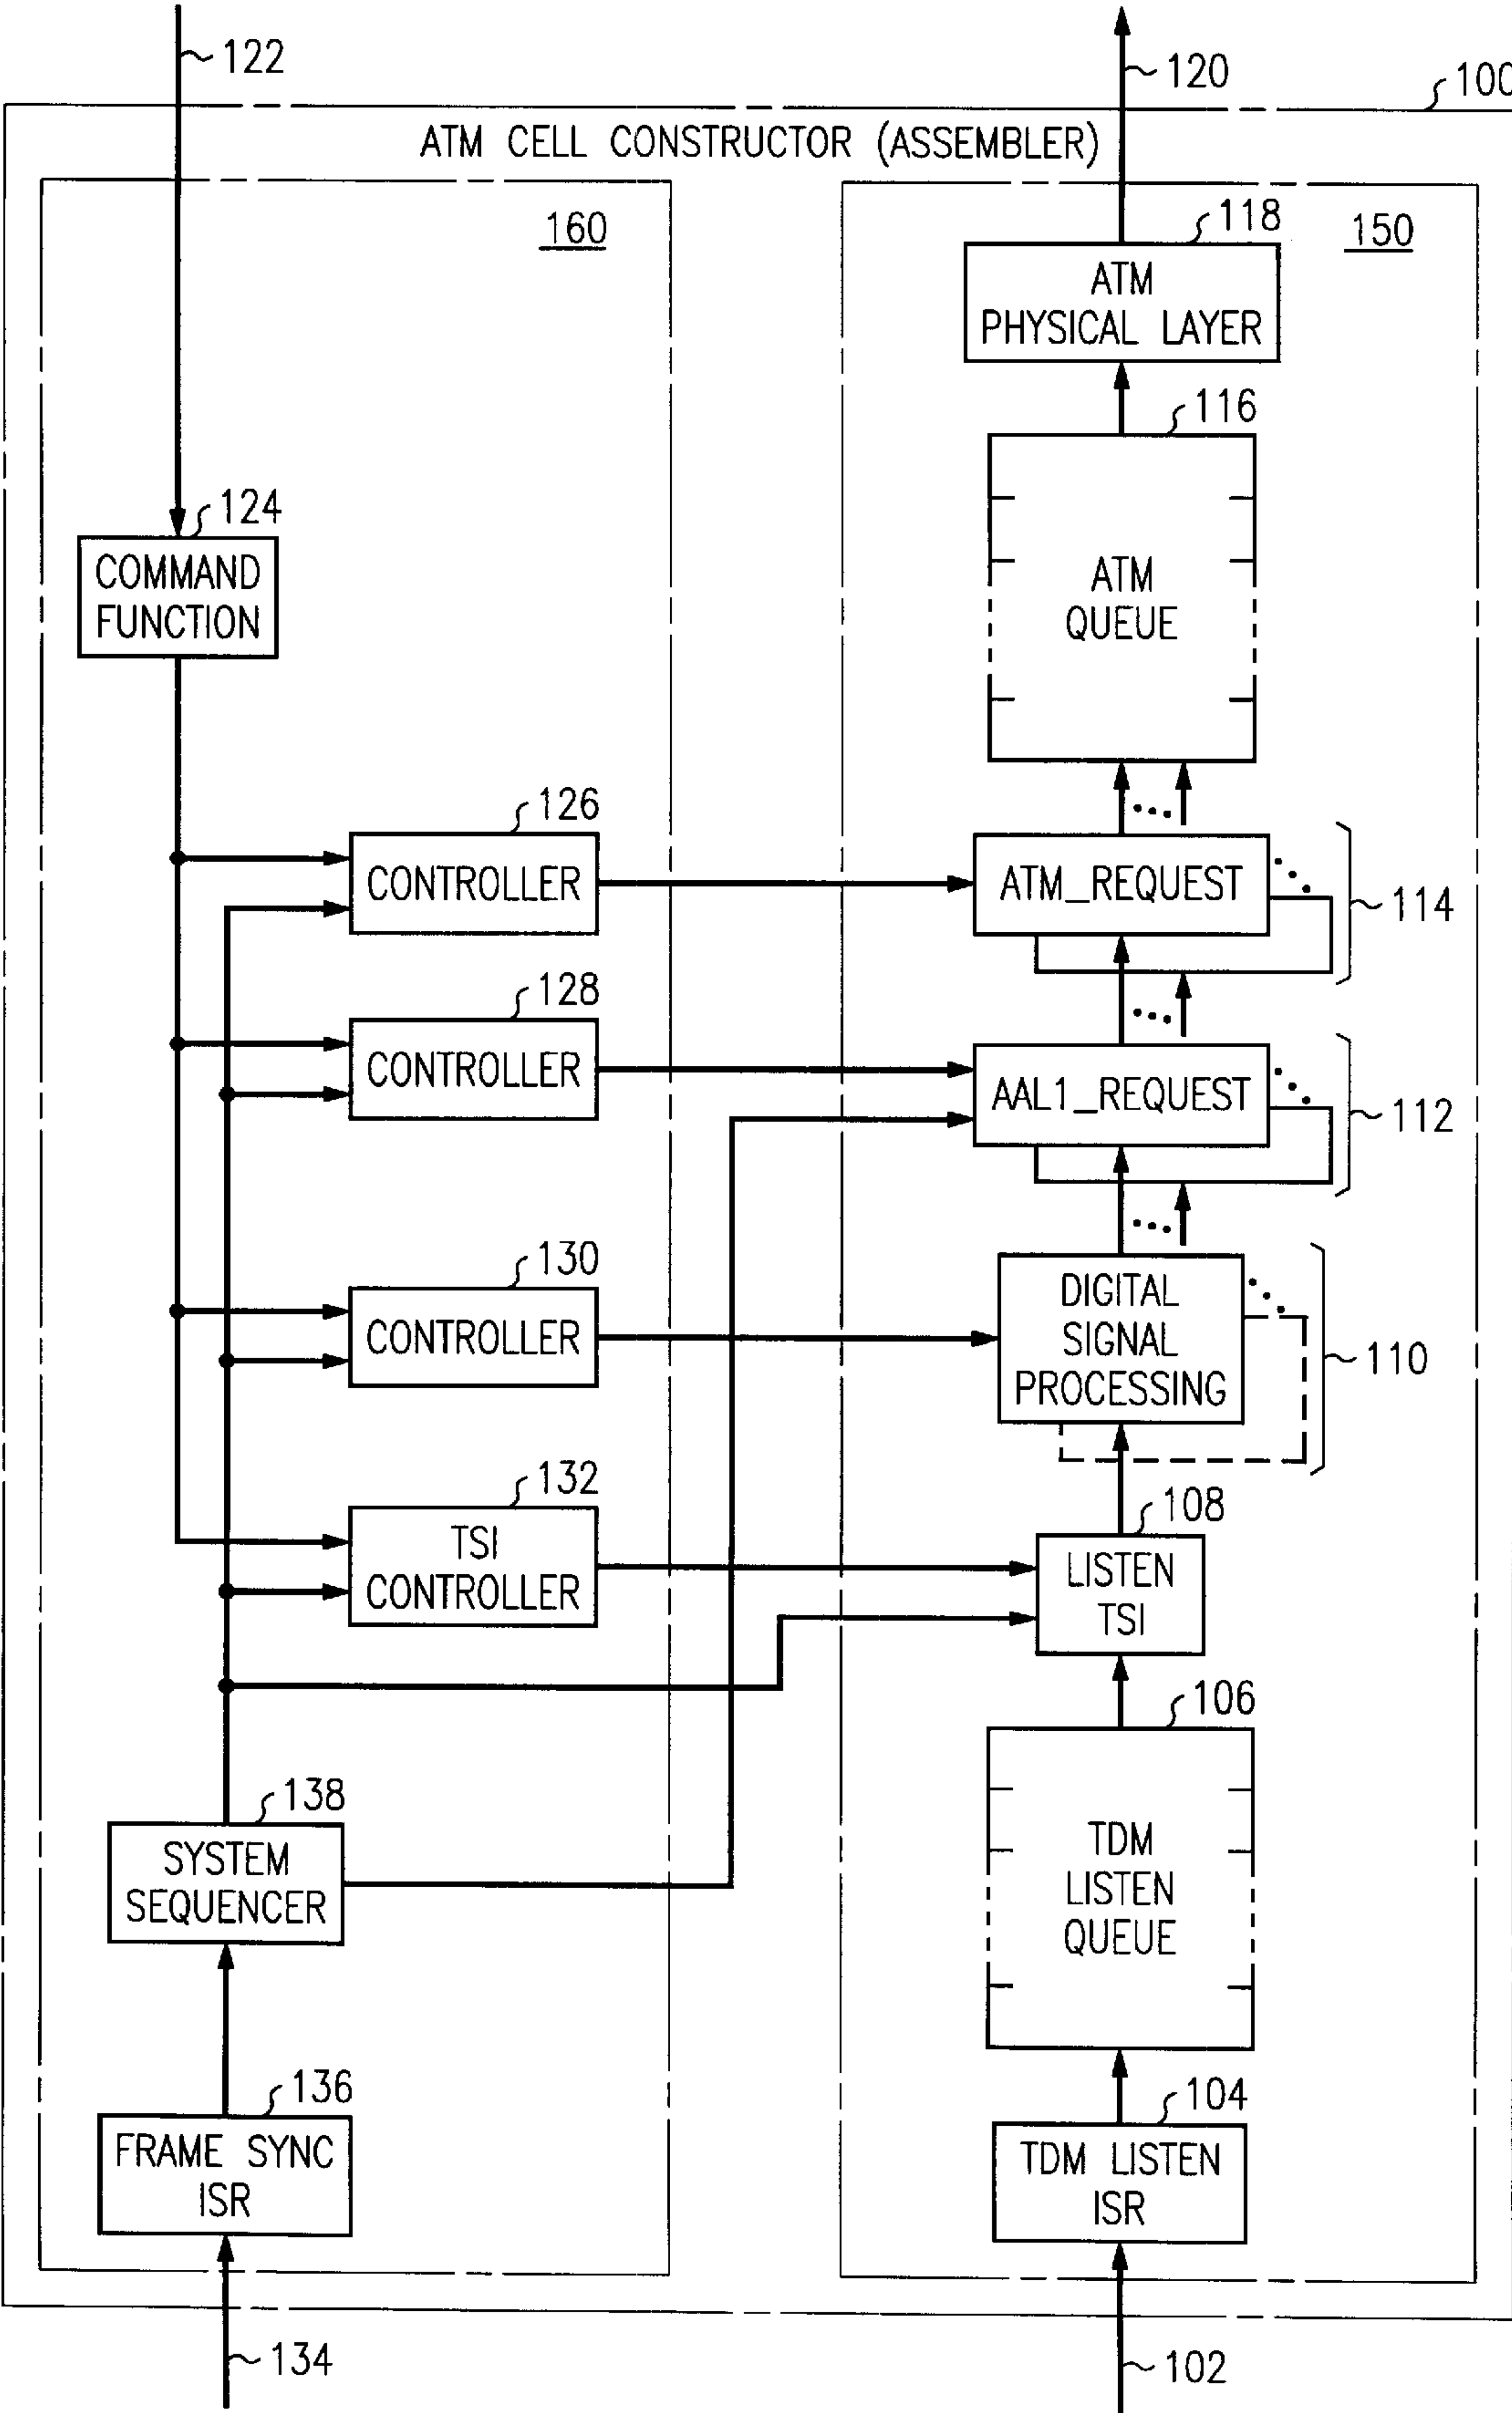 122
120
100
ATM CELL CONSTRUCTOR (ASSEMBLER)
160
150
118
ATM
PHYSICAL LAYER
116
ATM
QUEUE
124
COMMAND
FUNCTION
126
CONTROLLER
ATM_REQUEST
114
128
CONTROLLER
AAL1_REQUEST
112
130
CONTROLLER
DIGITAL
SIGNAL
PROCESSING
110
132
TSI
CONTROLLER
108
LISTEN
TSI
106
TDM
LISTEN
QUEUE
138
SYSTEM
SEQUENCER
136
FRAME SYNC
ISR
104
TDM LISTEN
ISR
134
102